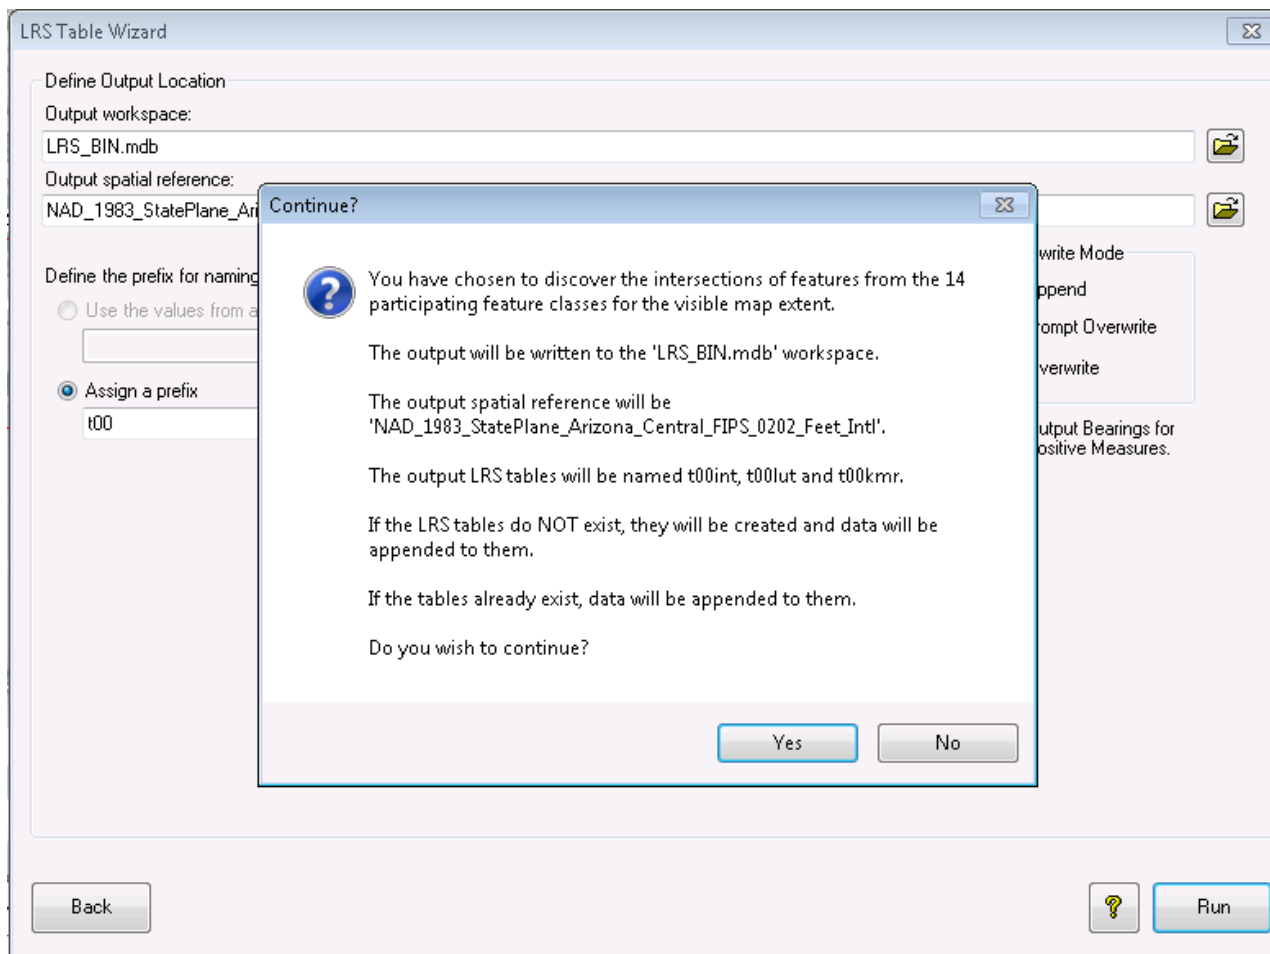 LRS Table Wizard
Define Output Location
Output workspace:
LRS_BIN.mdb
Output spatial reference:
NAD_1983_StatePlane_Ari
Define the prefix for naming
Use the values from a
Assign a prefix
t00
write Mode
ppend
rompt Overwrite
verwrite
utput Bearings for
ositive Measures.
Continue?
You have chosen to discover the intersections of features from the 14
participating feature classes for the visible map extent.
The output will be written to the 'LRS_BIN.mdb' workspace.
The output spatial reference will be
'NAD_1983_StatePlane_Arizona_Central_FIPS_0202_Feet_Intl'.
The output LRS tables will be named t00int, t00lut and t00kmr.
If the LRS tables do NOT exist, they will be created and data will be
appended to them.
If the tables already exist, data will be appended to them.
Do you wish to continue?
Yes
No
Back
?
Run